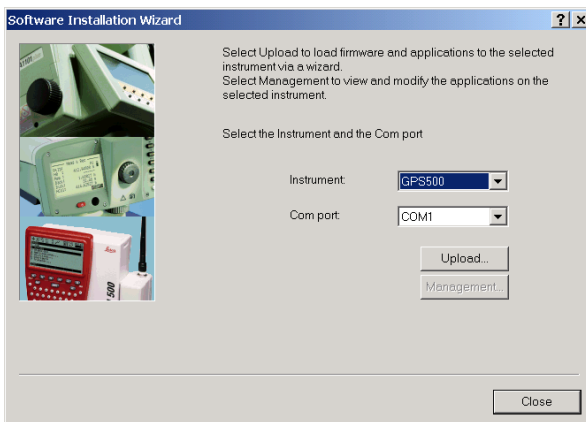 Software Installation Wizard
Select Upload to load firmware and applications to the selected
instrument via a wizard.
Select Management to view and modify the applications on the
selected instrument.
Select the Instrument and the Com port
Instrument:
GPS500
Com port:
COM1
Upload...
Management...
Close